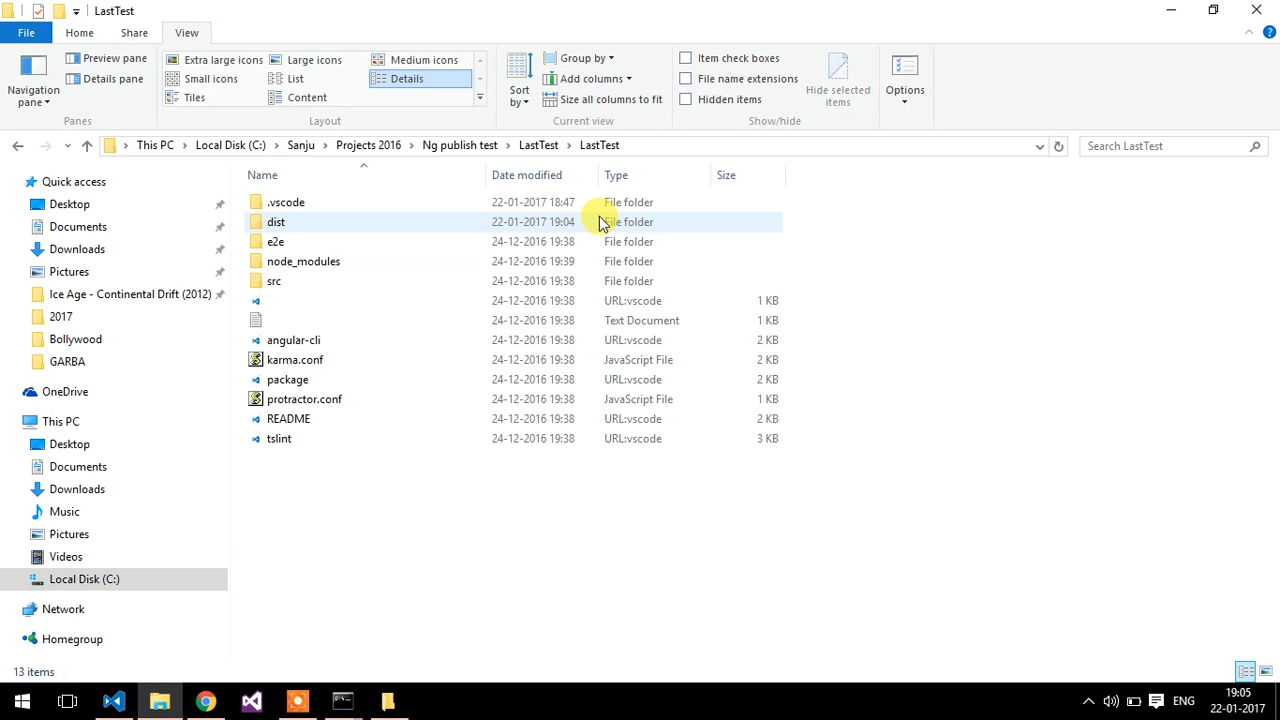 LastTest
File Home Share View
Navigation pane
Preview pane
Details pane
Panes
Extra large icons Large icons Medium icons
Small icons List Details
Tiles Content
Layout
Sort by
Group by
Add columns
Size all columns to fit
Current view
Item check boxes
File name extensions
Hidden items
Hide selected items
Show/hide
Options
This PC Local Disk (C:) Sanju Projects 2016 Ng publish test LastTest LastTest
Search LastTest
Quick access
Desktop
Documents
Downloads
Pictures
Ice Age - Continental Drift (2012)
2017
Bollywood
GARBA
OneDrive
This PC
Desktop
Documents
Downloads
Music
Pictures
Videos
Local Disk (C:)
Network
Homegroup
Name Date modified Type Size
.vscode 22-01-2017 18:47 File folder
dist 22-01-2017 19:04 File folder
e2e 24-12-2016 19:38 File folder
node_modules 24-12-2016 19:39 File folder
src 24-12-2016 19:38 File folder
24-12-2016 19:38 URL:vscode 1 KB
24-12-2016 19:38 Text Document 1 KB
angular-cli 24-12-2016 19:38 URL:vscode 2 KB
karma.conf 24-12-2016 19:38 JavaScript File 2 KB
package 24-12-2016 19:38 URL:vscode 2 KB
protractor.conf 24-12-2016 19:38 JavaScript File 1 KB
README 24-12-2016 19:38 URL:vscode 2 KB
tslint 24-12-2016 19:38 URL:vscode 3 KB
13 items
ENG
19:05
22-01-2017